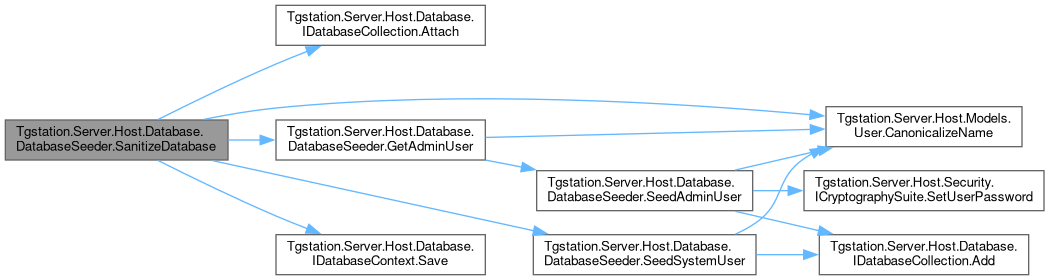 Tgstation.Server.Host.Database.
IDatabaseCollection.Attach
Tgstation.Server.Host.Database.
DatabaseSeeder.SanitizeDatabase
Tgstation.Server.Host.Database.
DatabaseSeeder.GetAdminUser
Tgstation.Server.Host.Models.
User.CanonicalizeName
Tgstation.Server.Host.Database.
DatabaseSeeder.SeedAdminUser
Tgstation.Server.Host.Security.
ICryptographySuite.SetUserPassword
Tgstation.Server.Host.Database.
IDatabaseContext.Save
Tgstation.Server.Host.Database.
DatabaseSeeder.SeedSystemUser
Tgstation.Server.Host.Database.
IDatabaseCollection.Add